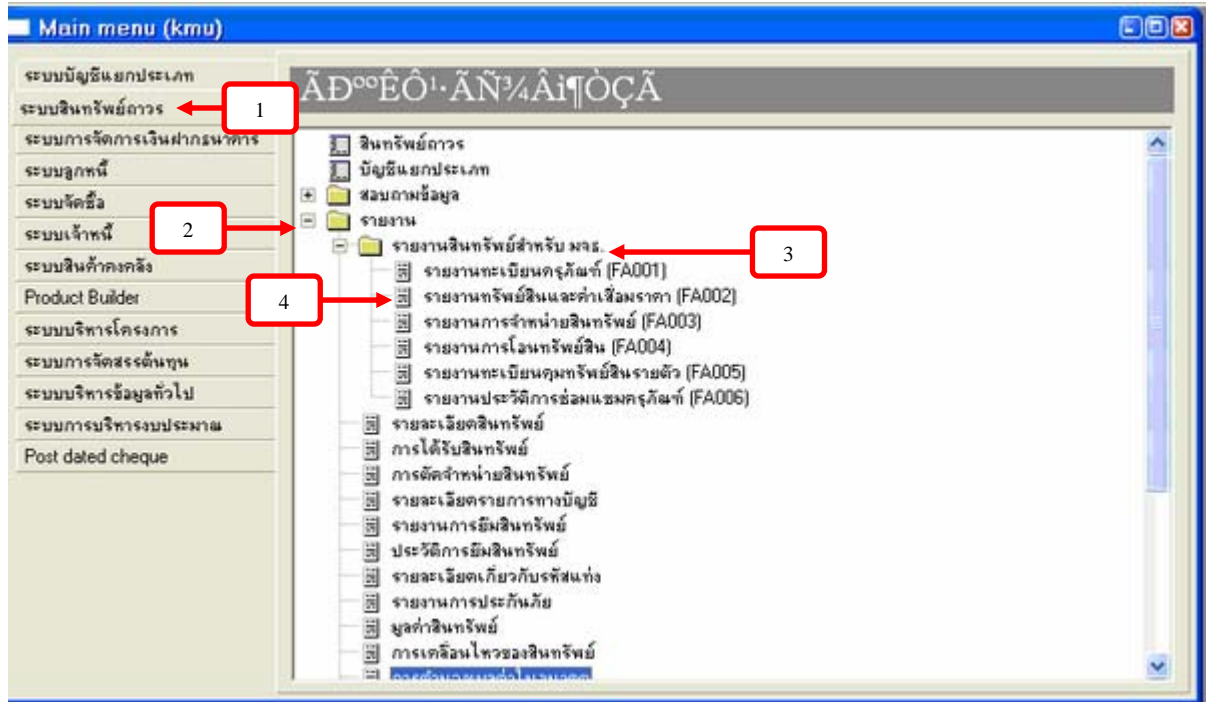 Main menu (kmu)
ระบบบัญชีแยกประเภท
ระบบสินทรัพย์ถาวร
ระบบการจัดการเงินฝากธนาคาร
ระบบลูกหนี้
ระบบจัดซื้อ
ระบบเจ้าหนี้
ระบบสินค้าคงคลัง
Product Builder
ระบบบริหารโครงการ
ระบบการจัดสรรต้นทุน
ระบบบริหารข้อมูลทั่วไป
ระบบการบริหารงบประมาณ
Post dated cheque
1
2
3
4
ÃÐººÊÔ¹·ÃÑ¾Âì¶ÒÇÃ
สินทรัพย์ถาวร
บัญชีแยกประเภท
สอบถามข้อมูล
รายงาน
รายงานสินทรัพย์สำหรับ มจธ.
รายงานทะเบียนครุภัณฑ์ (FA001)
รายงานทรัพย์สินและค่าเสื่อมราคา (FA002)
รายงานการจำหน่ายสินทรัพย์ (FA003)
รายงานการโอนทรัพย์สิน (FA004)
รายงานทะเบียนคุมทรัพย์สินรายตัว (FA005)
รายงานประวัติการซ่อมแซมครุภัณฑ์ (FA006)
รายละเอียดสินทรัพย์
การได้รับสินทรัพย์
การตัดจำหน่ายสินทรัพย์
รายละเอียดรายการทางบัญชี
รายงานการยืมสินทรัพย์
ประวัติการยืมสินทรัพย์
รายละเอียดเกี่ยวกับรหัสแท่ง
รายงานการประกันภัย
มูลค่าสินทรัพย์
การเคลื่อนไหวของสินทรัพย์